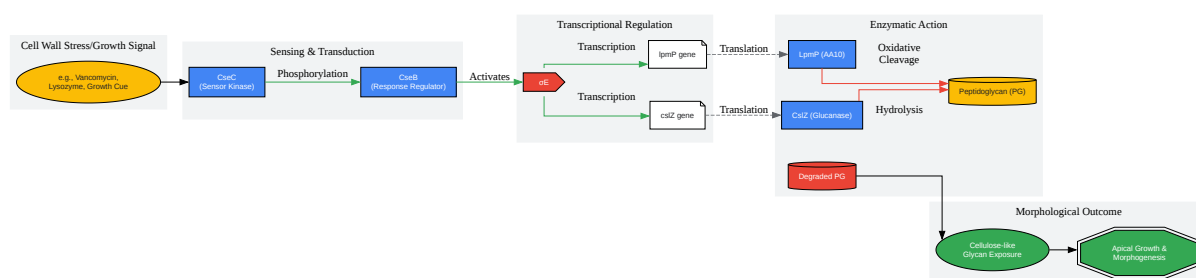 Cell Wall Stress/Growth Signal
e.g., Vancomycin,
Lysozyme, Growth Cue
Sensing & Transduction
CseC
(Sensor Kinase)
Phosphorylation
CseB
(Response Regulator)
Activates
Transcriptional Regulation
σE
Transcription
lpmP gene
Transcription
cslZ gene
Translation
Translation
Enzymatic Action
LpmP (AA10)
Oxidative
Cleavage
CslZ (Glucanase)
Hydrolysis
Peptidoglycan (PG)
Degraded PG
Morphological Outcome
Cellulose-like
Glycan Exposure
Apical Growth &
Morphogenesis